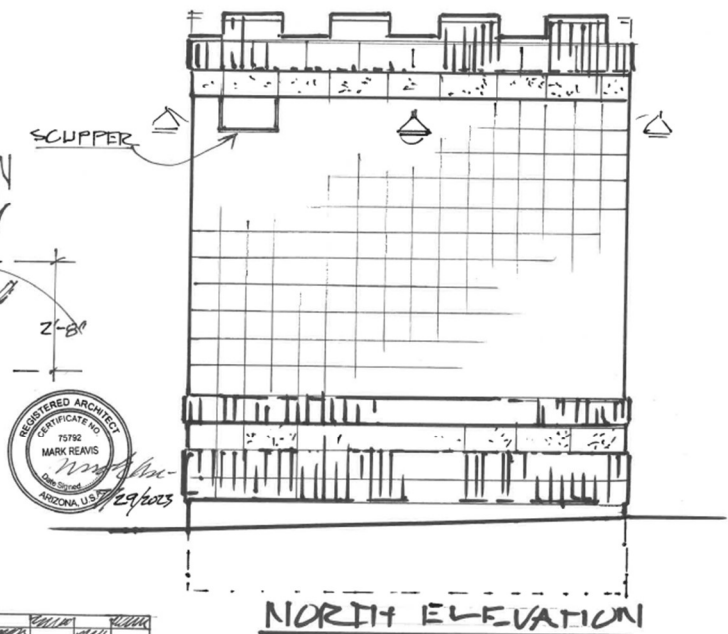 SCUPPER
2'-8"
REGISTERED ARCHITECT
CERTIFICATE NO.
75792
MARK REAVIS
Date Signed
29/2023
ARIZONA, U.S.A.
NORTH ELEVATION